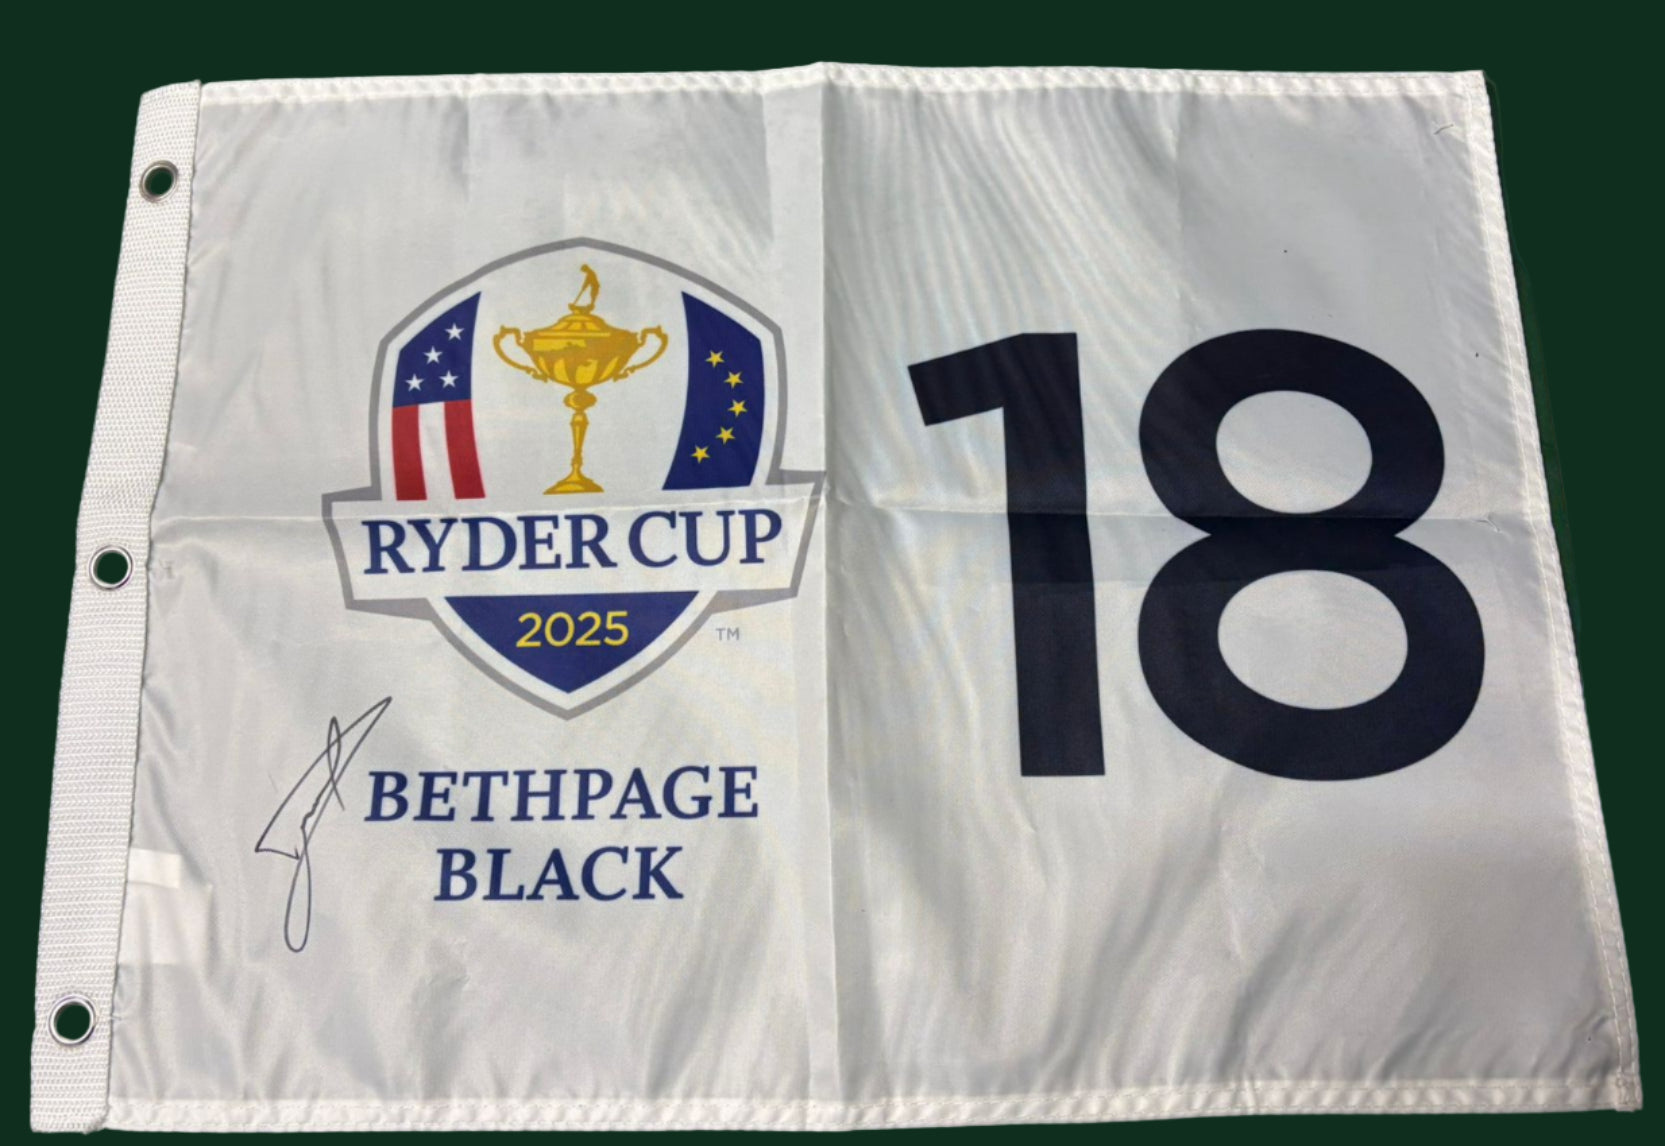 RYDER CUP
2025
TM
BETHPAGE
BLACK
18